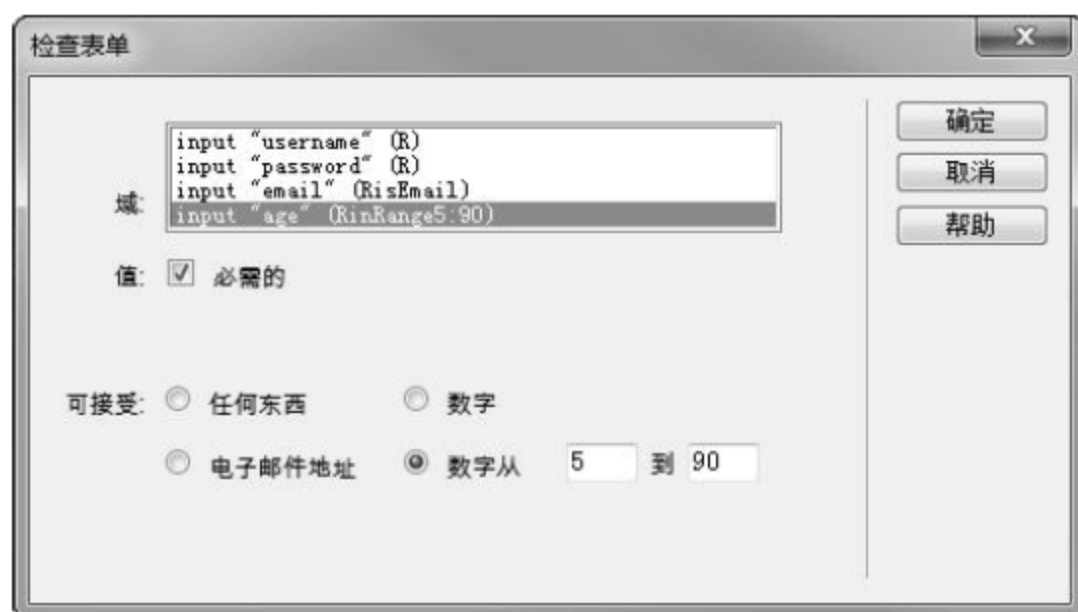 检查表单
input "username" (R)
input "password" (R)
input "email" (RisEmail)
input "age" (RinRange5:90)
域:
值: 必需的
可接受: 任何东西 数字
电子邮件地址 数字从 5 到 90
确定
取消
帮助